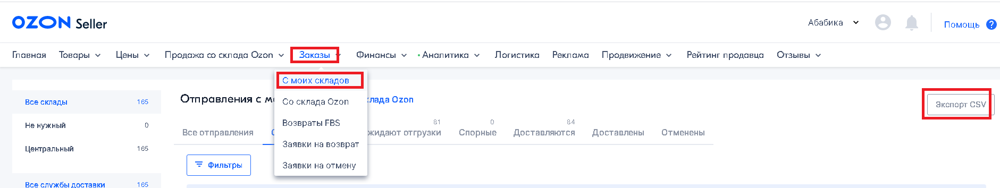 OZON Seller
Абабика
Помощь ?
Главная Товары Цены Продажа со склада Ozon Заказы Финансы Аналитика Логистика Реклама Продвижение Рейтинг продавца Отзывы
С моих складов
Со склада Ozon
Возвраты FBS
Заявки на возврат
Заявки на отмену
Все склады 165
Не нужный 0
Центральный 165
Все службы доставки 165
Отправления с м
клада Ozon
Экспорт CSV
81 0 84
Все отправления жидают отгрузки Спорные Доставляются Доставлены Отменены
Фильтры